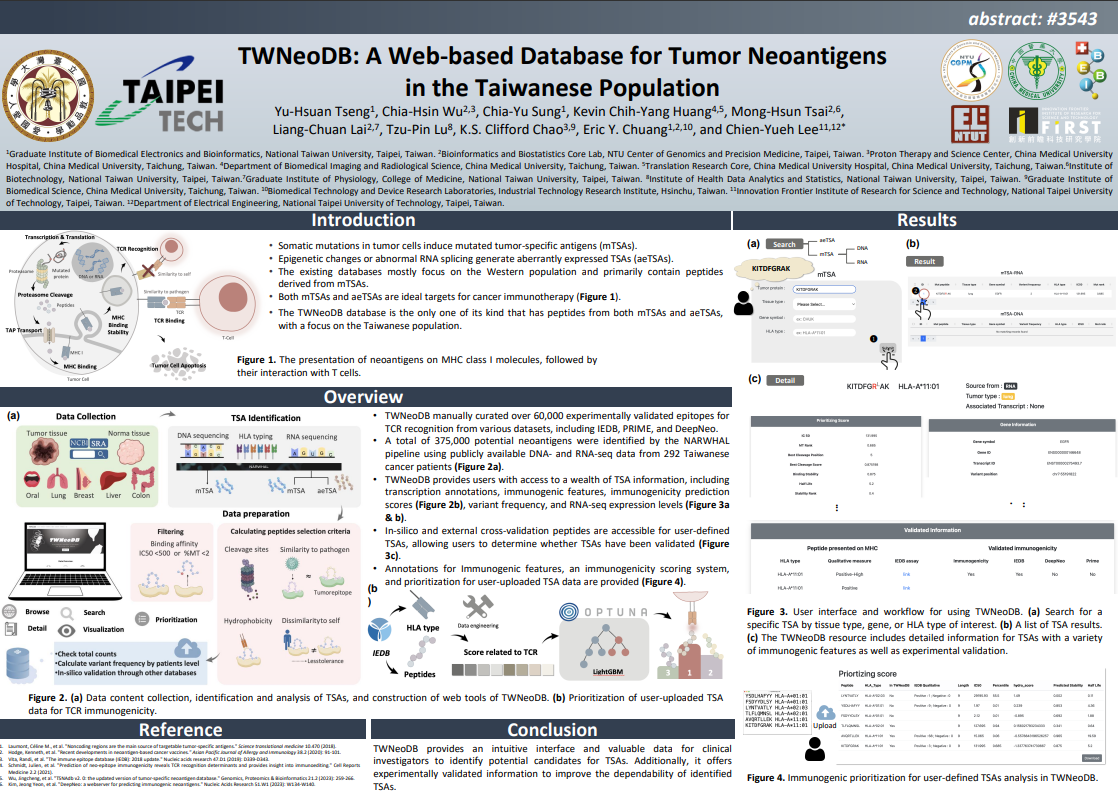 abstract: #3543
TWNeoDB: A Web-based Database for Tumor Neoantigens
in the Taiwanese Population
Yu-Hsuan Tseng1, Chia-Hsin Wu2,3, Chia-Yu Sung1, Kevin Chih-Yang Huang4,5, Mong-Hsun Tsai2,6,
Liang-Chuan Lai2,7, Tzu-Pin Lu8, K.S. Clifford Chao3,9, Eric Y. Chuang1,2,10, and Chien-Yueh Lee11,12*
TAIPEI
TECH
1Graduate Institute of Biomedical Electronics and Bioinformatics, National Taiwan University, Taipei, Taiwan. 2Bioinformatics and Biostatistics Core Lab, NTU Center of Genomics and Precision Medicine, Taipei, Taiwan. 3Proton Therapy and Science Center, China Medical University
Hospital, China Medical University, Taichung, Taiwan. 4Department of Biomedical Imaging and Radiological Science, China Medical University, Taichung, Taiwan. 5Translation Research Core, China Medical University Hospital, China Medical University, Taichung, Taiwan.6Institute of
Biotechnology, National Taiwan University, Taipei, Taiwan.7Graduate Institute of Physiology, College of Medicine, National Taiwan University, Taipei, Taiwan. 8Institute of Health Data Analytics and Statistics, National Taiwan University, Taipei, Taiwan. 9Graduate Institute of
Biomedical Science, China Medical University, Taichung, Taiwan. 10Biomedical Technology and Device Research Laboratories, Industrial Technology Research Institute, Hsinchu, Taiwan. 11Innovation Frontier Institute of Research for Science and Technology, National Taipei University
of Technology, Taipei, Taiwan. 12Department of Electrical Engineering, National Taipei University of Technology, Taipei, Taiwan.
Introduction
Transcription & Translation
TCR Recognition
Proteasome
Mutated protein
DNA or RNA
Similarity to self
Proteasome Cleavage
Similarity to pathogen
Peptides
TCR
TCR Binding
MHC Binding Stability
TAP Transport
MHC I
MHC Binding
Tumor Cell
T-Cell
Tumor Cell Apoptosis
• Somatic mutations in tumor cells induce mutated tumor-specific antigens (mTSAs).
• Epigenetic changes or abnormal RNA splicing generate aberrantly expressed TSAs (aeTSAs).
• The existing databases mostly focus on the Western population and primarily contain peptides
derived from mTSAs.
• Both mTSAs and aeTSAs are ideal targets for cancer immunotherapy (Figure 1).
• The TWNeoDB database is the only one of its kind that has peptides from both mTSAs and aeTSAs,
with a focus on the Taiwanese population.
Figure 1. The presentation of neoantigens on MHC class I molecules, followed by
their interaction with T cells.
Overview
(a)
Data Collection
TSA Identification
Tumor tissue
NCBI SRA
Norma tissue
Oral Lung Breast Liver Colon
DNA sequencing HLA typing RNA sequencing
NARWHAL
mTSA mTSA aeTSA
Data preparation
TWNeoDB
Filtering
Binding affinity
IC50 <500 or %MT <2
Calculating peptides selection criteria
Cleavage sites Similarity to pathogen
Tumorepitope
Hydrophobicity Dissimilarity to self
Lesstolerance
Browse
Search
Prioritization
Detail
Visualization
•Check total counts
•Calculate variant frequency by patients level
•In-silico validation through other databases
• TWNeoDB manually curated over 60,000 experimentally validated epitopes for
TCR recognition from various datasets, including IEDB, PRIME, and DeepNeo.
• A total of 375,000 potential neoantigens were identified by the NARWHAL
pipeline using publicly available DNA- and RNA-seq data from 292 Taiwanese
cancer patients (Figure 2a).
• TWNeoDB provides users with access to a wealth of TSA information, including
transcription annotations, immunogenic features, immunogenicity prediction
scores (Figure 2b), variant frequency, and RNA-seq expression levels (Figure 3a
& b).
• In-silico and external cross-validation peptides are accessible for user-defined
TSAs, allowing users to determine whether TSAs have been validated (Figure
3c).
• Annotations for Immunogenic features, an immunogenicity scoring system,
and prioritization for user-uploaded TSA data are provided (Figure 4).
(b
)
IEDB
HLA type
Peptides
Data engineering
Score related to TCR
OPTUNA
LightGBM
3 1 2
Figure 2. (a) Data content collection, identification and analysis of TSAs, and construction of web tools of TWNeoDB. (b) Prioritization of user-uploaded TSA
data for TCR immunogenicity.
Reference
1. Laumont, Céline M., et al. "Noncoding regions are the main source of targetable tumor-specific antigens." Science translational medicine 10.470 (2018).
2. Hodge, Kenneth, et al. "Recent developments in neoantigen-based cancer vaccines." Asian Pacific Journal of Allergy and Immunology 38.2 (2020): 91-101.
3. Vita, Randi, et al. "The immune epitope database (IEDB): 2018 update." Nucleic acids research 47.D1 (2019): D339-D343.
4. Schmidt, Julien, et al. "Prediction of neo-epitope immunogenicity reveals TCR recognition determinants and provides insight into immunoediting." Cell Reports
Medicine 2.2 (2021).
5. Wu, Jingcheng, et al. "TSNAdb v2. 0: the updated version of tumor-specific neoantigen database." Genomics, Proteomics & Bioinformatics 21.2 (2023): 259-266.
6. Kim, Jeong Yeon, et al. "DeepNeo: a webserver for predicting immunogenic neoantigens." Nucleic Acids Research 51.W1 (2023): W134-W140.
Conclusion
TWNeoDB provides an intuitive interface and valuable data for clinical
investigators to identify potential candidates for TSAs. Additionally, it offers
experimentally validated information to improve the dependability of identified
TSAs.
Results
(a) Search
aeTSA
mTSA
DNA
RNA
KITDFGRAK
mTSA
Tumor protein : KITDFGRAK
Tissue type : Please Select...
Gene symbol : ex: CHUK
HLA type :
(b)
Result
mTSA-RNA
mTSA-DNA
(c) Detail
KITDFGRLAK HLA-A*11:01
Source from : RNA
Tumor type :
Associated Transcript : None
Prioritizing Score
IC 50
MT Rank
Best Cleavage Position
Best Cleavage Score
Binding Stability
Half Life
Stability Rank
Gene Information
Gene symbol EGFR
Gene ID
Transcript ID
Variant position
Validated Information
Peptide presented on MHC Validated Immunogenicity
HLA type Qualitative measure IEDB assay Immunogenicity IEDB DeepNeo Prime
HLA-A*11:01 Positive-High link Yes Yes No Yes
HLA-A*11:01 Positive link
Figure 3. User interface and workflow for using TWNeoDB. (a) Search for a
specific TSA by tissue type, gene, or HLA type of interest. (b) A list of TSA results.
(c) The TWNeoDB resource includes detailed information for TSAs with a variety
of immunogenic features as well as experimental validation.
Prioritizing score
YSDLHAFYY HLA-A*01:01
FSDYYDLSY HLA-A*01:01
LYNTVATLY HLA-A*02:03
TLFLQMNSL HLA-A*02:01
AVQRTLLEK HLA-A*11:01
KITDFGRAK HLA-A*11:01
Upload
Figure 4. Immunogenic prioritization for user-defined TSAs analysis in TWNeoDB.